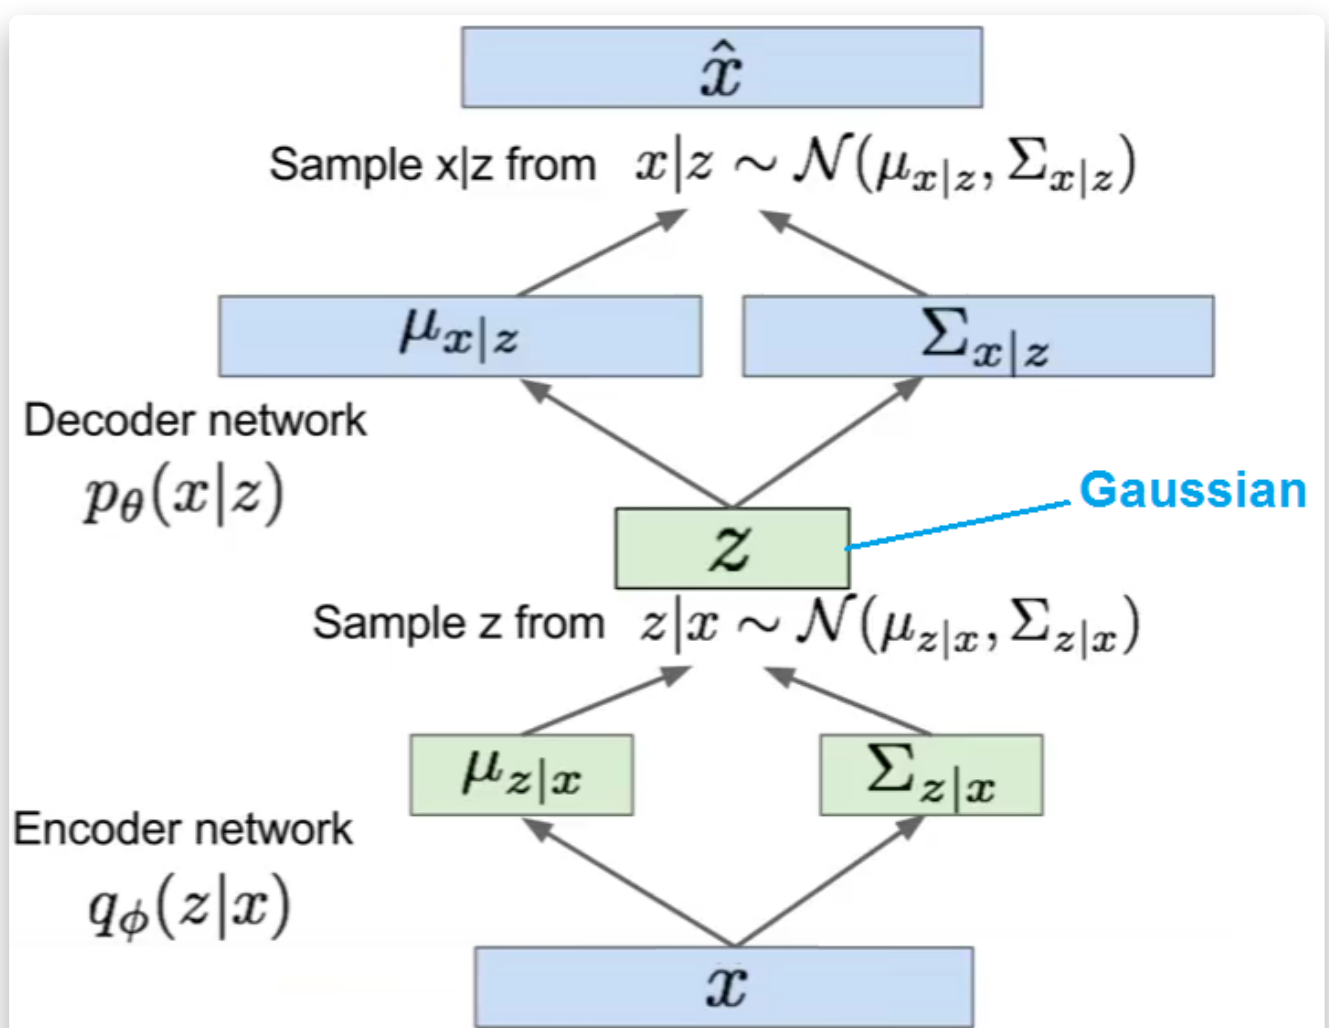 x̂
Sample x|z from x|z ∼ 𝒩(μ_{x|z}, Σ_{x|z})
μ_{x|z}
Σ_{x|z}
Decoder network
p_θ(x|z)
Gaussian
z
Sample z from z|x ∼ 𝒩(μ_{z|x}, Σ_{z|x})
μ_{z|x}
Σ_{z|x}
Encoder network
q_ϕ(z|x)
x